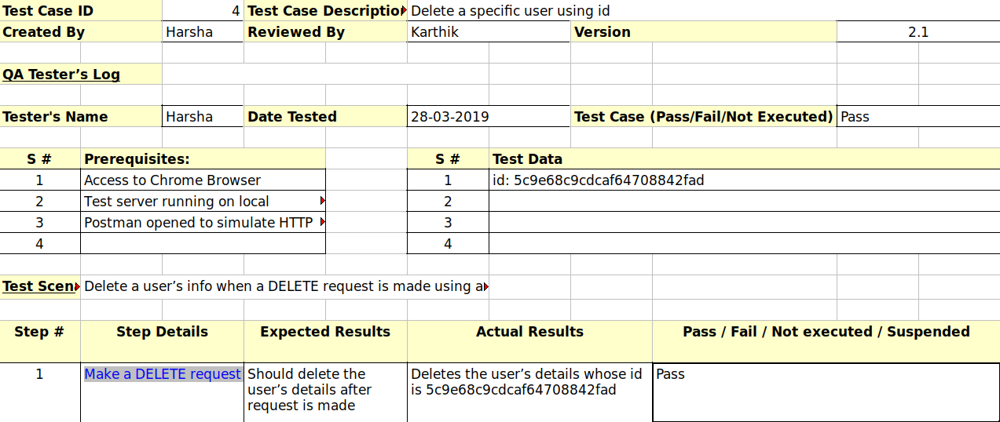 Test Case ID 4 Test Case Description Delete a specific user using id
Created By Harsha Reviewed By Karthik Version 2.1
QA Tester’s Log
Tester's Name Harsha Date Tested 28-03-2019 Test Case (Pass/Fail/Not Executed) Pass
S # Prerequisites: S # Test Data
1 Access to Chrome Browser 1 id: 5c9e68c9cdcaf64708842fad
2 Test server running on local 2
3 Postman opened to simulate HTTP 3
4 4
Test Scen Delete a user’s info when a DELETE request is made using a
Step # Step Details Expected Results Actual Results Pass / Fail / Not executed / Suspended
1 Make a DELETE request Should delete the Deletes the user’s details whose id Pass
user’s details after is 5c9e68c9cdcaf64708842fad
request is made